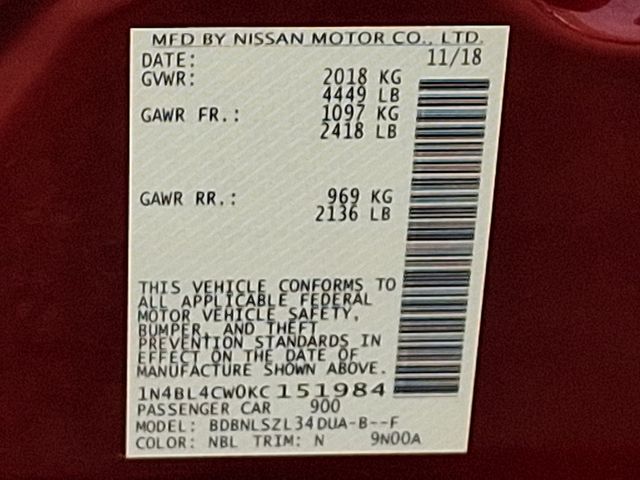 MFD BY NISSAN MOTOR CO., LTD.
DATE: 11/18
GVWR: 2018 KG
4449 LB
GAWR FR.: 1097 KG
2418 LB
GAWR RR.: 969 KG
2136 LB
THIS VEHICLE CONFORMS TO
ALL APPLICABLE FEDERAL
MOTOR VEHICLE SAFETY,
BUMPER, AND THEFT
PREVENTION STANDARDS IN
EFFECT ON THE DATE OF
MANUFACTURE SHOWN ABOVE.
1N4BL4CW0KC151984
PASSENGER CAR 900
MODEL: BDBNLSZL34DUA-B--F
COLOR: NBL TRIM: N 9N00A